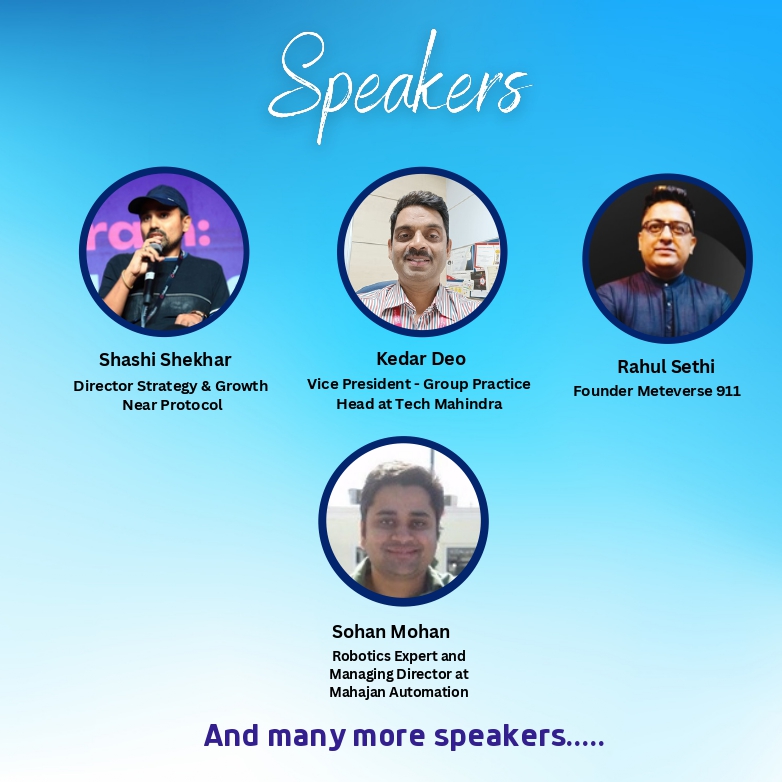 Speakers
ram:
Shashi Shekhar
Director Strategy & Growth
Near Protocol
Kedar Deo
Vice President - Group Practice
Head at Tech Mahindra
Rahul Sethi
Founder Meteverse 911
Sohan Mohan
Robotics Expert and
Managing Director at
Mahajan Automation
And many more speakers.....